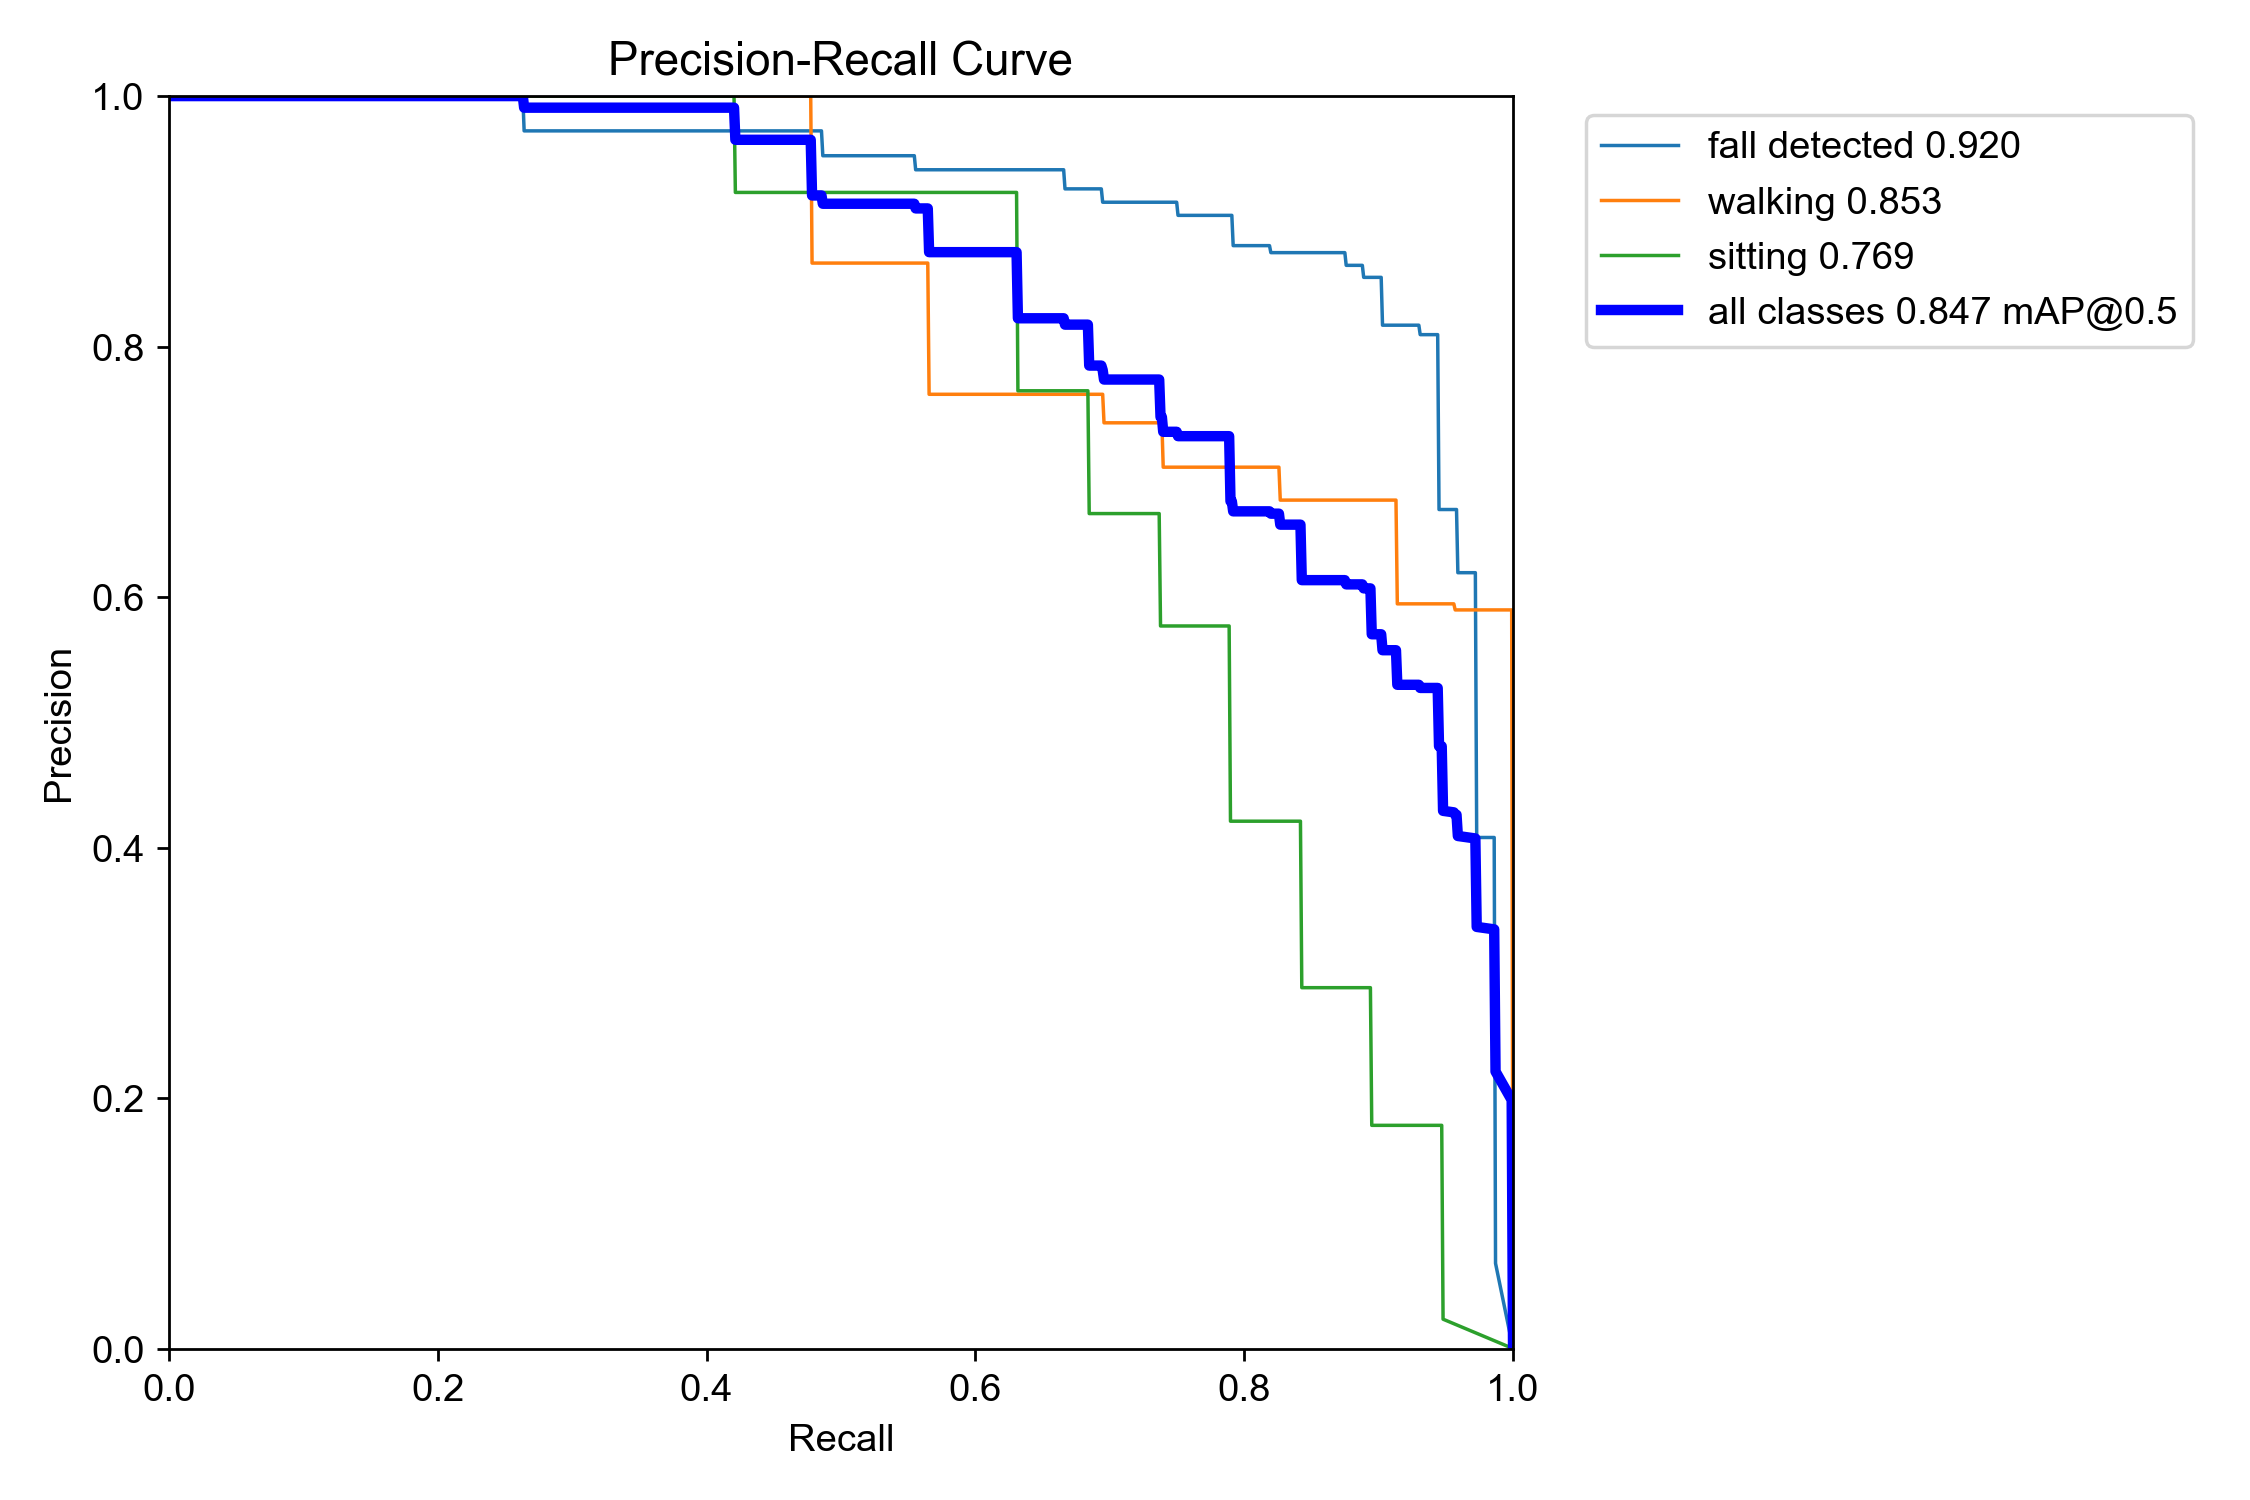 Precision-Recall Curve
1.0
0.8
0.6
0.4
0.2
0.0
Precision
0.0 0.2 0.4 0.6 0.8 1.0
Recall
fall detected 0.920
walking 0.853
sitting 0.769
all classes 0.847 mAP@0.5